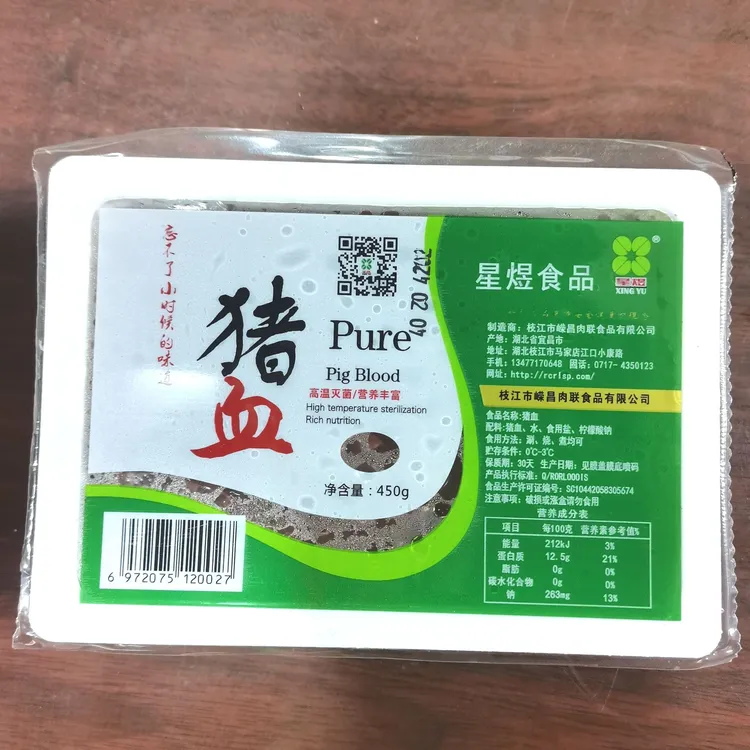 忘不了小时候的味道
猪血
Pure
Pig Blood
高温灭菌/营养丰富
High temperature sterilization
Rich nutrition
净含量：450g
6 972075 120027
星煜食品
®
星煜
XING YU
制造商：枝江市嵘昌肉联食品有限公司
产地：湖北省宜昌市
地址：湖北枝江市马家店江口小康路
手机：13477170648 固话：0717- 4350123
网址：http://rcrlsp.com/
枝江市嵘昌肉联食品有限公司
食品名称:猪血
配料:猪血、水、食用盐、柠檬酸钠
食用方法：涮、烧、煮均可
贮存条件：0℃-3℃
保质期：30天 生产日期：见膜盖膜底喷码
产品执行标准：Q/RORL0001S
食品生产许可证编号：SC10442058305674
注意事项：破损或涨盒请勿食用
营养成分表
项目 每100克 营养素参考值%
能量 212kJ 3%
蛋白质 12.5g 21%
脂肪 0g 0%
碳水化合物 0g 0%
钠 263mg 13%